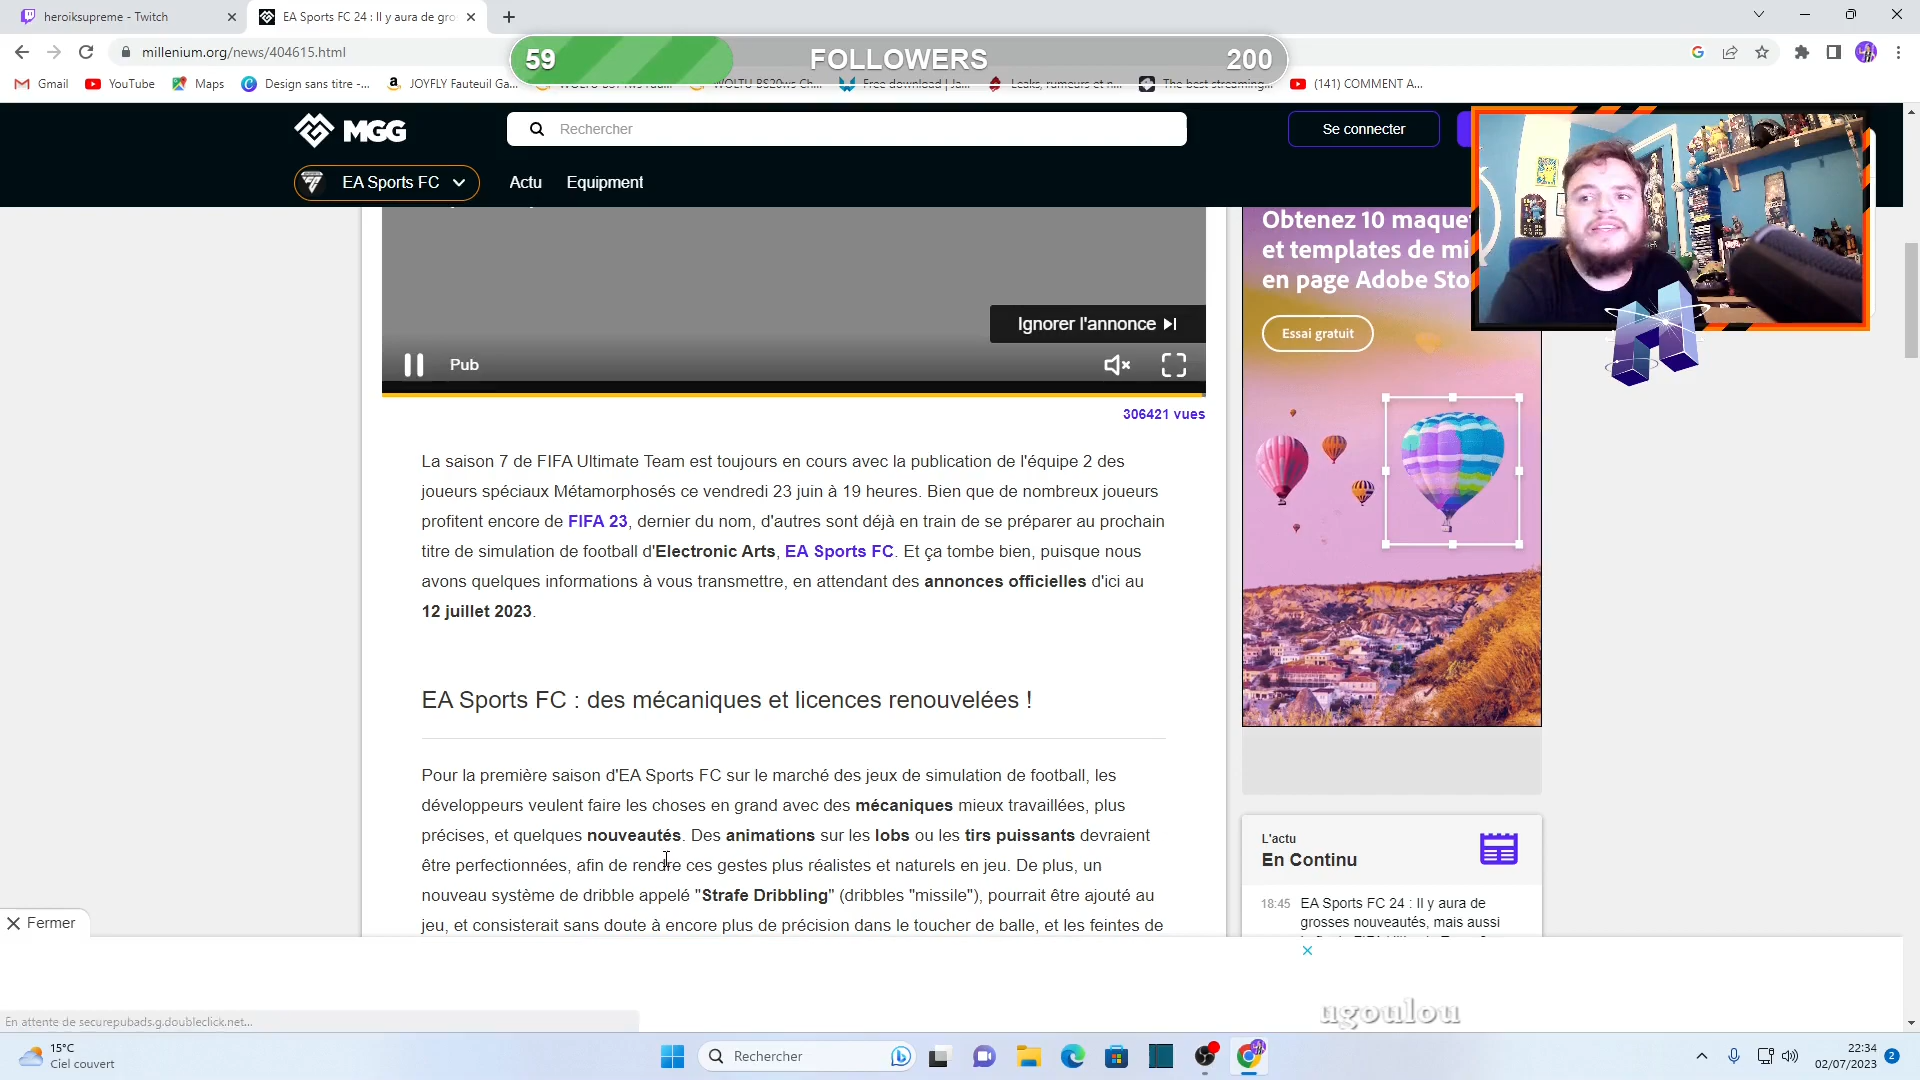 heroiksupreme - Twitch
EA Sports FC 24 : Il y aura de gro
millenium.org/news/404615.html
59
FOLLOWERS
200
Gmail
YouTube
Maps
Design sans titre -...
JOYFLY Fauteuil Ga...
Free download | Ja...
Leaks, rumeurs et n...
The best streaming...
(141) COMMENT A...
MGG
Rechercher
Se connecter
EA Sports FC
Actu
Equipment
Obtenez 10 maque
et templates de mi
en page Adobe Sto
Essai gratuit
Ignorer l'annonce
Pub
306421 vues
La saison 7 de FIFA Ultimate Team est toujours en cours avec la publication de l'équipe 2 des
joueurs spéciaux Métamorphosés ce vendredi 23 juin à 19 heures. Bien que de nombreux joueurs
profitent encore de FIFA 23, dernier du nom, d'autres sont déjà en train de se préparer au prochain
titre de simulation de football d'Electronic Arts, EA Sports FC. Et ça tombe bien, puisque nous
avons quelques informations à vous transmettre, en attendant des annonces officielles d'ici au
12 juillet 2023.
EA Sports FC : des mécaniques et licences renouvelées !
Pour la première saison d'EA Sports FC sur le marché des jeux de simulation de football, les
développeurs veulent faire les choses en grand avec des mécaniques mieux travaillées, plus
précises, et quelques nouveautés. Des animations sur les lobs ou les tirs puissants devraient
être perfectionnées, afin de rendre ces gestes plus réalistes et naturels en jeu. De plus, un
nouveau système de dribble appelé "Strafe Dribbling" (dribbles "missile"), pourrait être ajouté au
jeu, et consisterait sans doute à encore plus de précision dans le toucher de balle, et les feintes de
L'actu
En Continu
18:45 EA Sports FC 24 : Il y aura de
grosses nouveautés, mais aussi
Fermer
ugoulou
En attente de securepubads.g.doubleclick.net...
15°C
Ciel couvert
Rechercher
22:34
02/07/2023
2